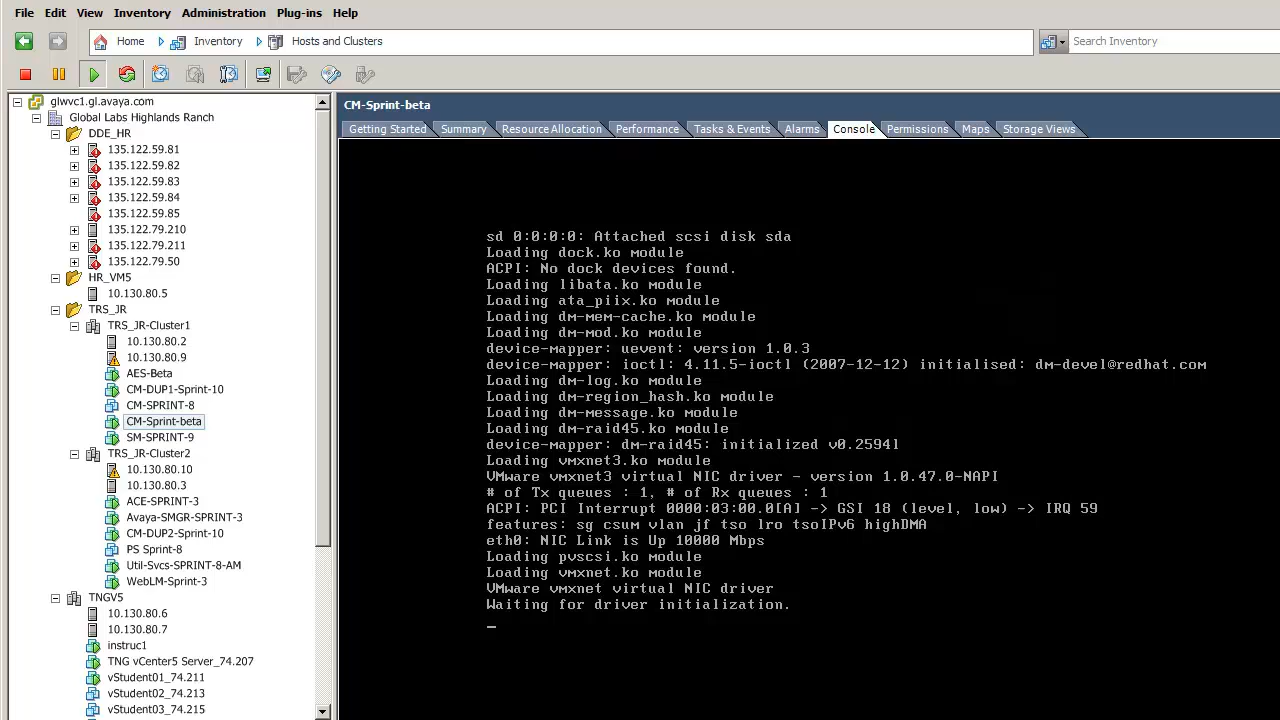 File Edit View Inventory Administration Plug-ins Help
Home Inventory Hosts and Clusters Search Inventory
glwvc1.gl.avaya.com
Global Labs Highlands Ranch
DDE_HR
135.122.59.81
135.122.59.82
135.122.59.83
135.122.59.84
135.122.59.85
135.122.79.210
135.122.79.211
135.122.79.50
HR_VM5
10.130.80.5
TRS_JR
TRS_JR-Cluster1
10.130.80.2
10.130.80.9
AES-Beta
CM-DUP1-Sprint-10
CM-SPRINT-8
CM-Sprint-beta
SM-SPRINT-9
TRS_JR-Cluster2
10.130.80.10
10.130.80.3
ACE-SPRINT-3
Avaya-SMGR-SPRINT-3
CM-DUP2-Sprint-10
PS Sprint-8
Util-Svcs-SPRINT-8-AM
WebLM-Sprint-3
TNGV5
10.130.80.6
10.130.80.7
instruc1
TNG vCenter5 Server_74.207
vStudent01_74.211
vStudent02_74.213
vStudent03_74.215
CM-Sprint-beta
Getting Started Summary Resource Allocation Performance Tasks & Events Alarms Console Permissions Maps Storage Views
sd 0:0:0:0: Attached scsi disk sda
Loading dock.ko module
ACPI: No dock devices found.
Loading libata.ko module
Loading ata_piix.ko module
Loading dm-mem-cache.ko module
Loading dm-mod.ko module
device-mapper: uevent: version 1.0.3
device-mapper: ioctl: 4.11.5-ioctl (2007-12-12) initialised: dm-devel@redhat.com
Loading dm-log.ko module
Loading dm-region_hash.ko module
Loading dm-message.ko module
Loading dm-raid45.ko module
device-mapper: dm-raid45: initialized v0.2594l
Loading vmxnet3.ko module
VMware vmxnet3 virtual NIC driver - version 1.0.47.0-NAPI
# of Tx queues : 1, # of Rx queues : 1
ACPI: PCI Interrupt 0000:03:00.0[A] -> GSI 18 (level, low) -> IRQ 59
features: sg csum vlan jf tso lro tsoIPv6 highDMA
eth0: NIC Link is Up 10000 Mbps
Loading pvscsi.ko module
Loading vmxnet.ko module
VMware vmxnet virtual NIC driver
Waiting for driver initialization.
_